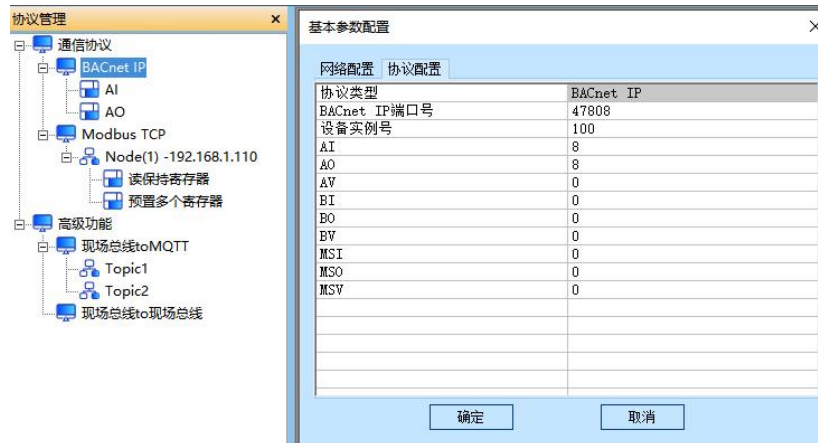 协议管理 ×
通信协议
BACnet IP
AI
AO
Modbus TCP
Node(1) -192.168.1.110
读保持寄存器
预置多个寄存器
高级功能
现场总线toMQTT
Topic1
Topic2
现场总线to现场总线
基本参数配置 ×
网络配置 协议配置
协议类型 BACnet IP
BACnet IP端口号 47808
设备实例号 100
AI 8
AO 8
AV 0
BI 0
BO 0
BV 0
MSI 0
MSO 0
MSV 0
确定 取消